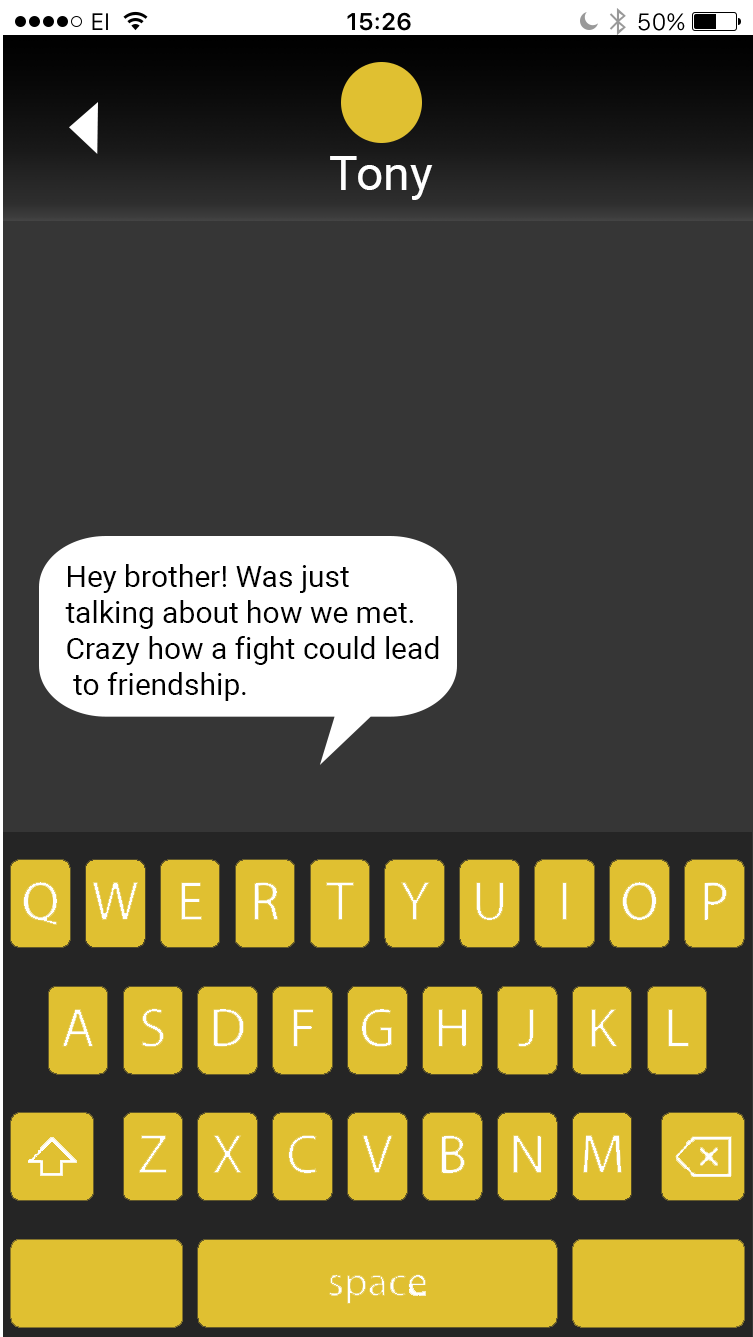 EI 15:26 50%
Tony
Hey brother! Was just
talking about how we met.
Crazy how a fight could lead
to friendship.
Q W E R T Y U I O P
A S D F G H J K L
Z X C V B N M
space